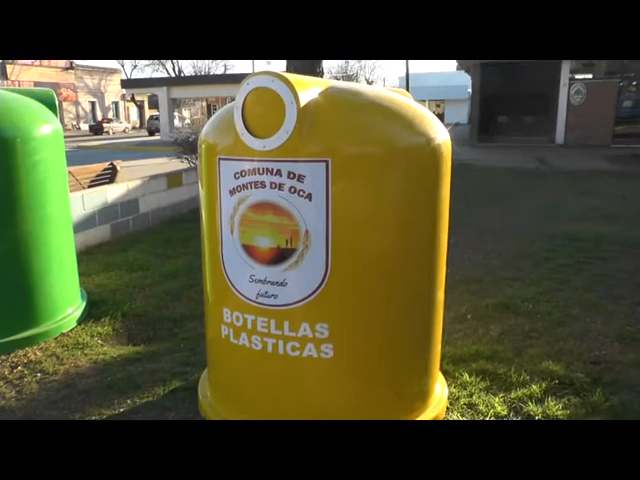 COMUNA DE
MONTES DE OCA
Sembrando
futuro
BOTELLAS
PLASTICAS